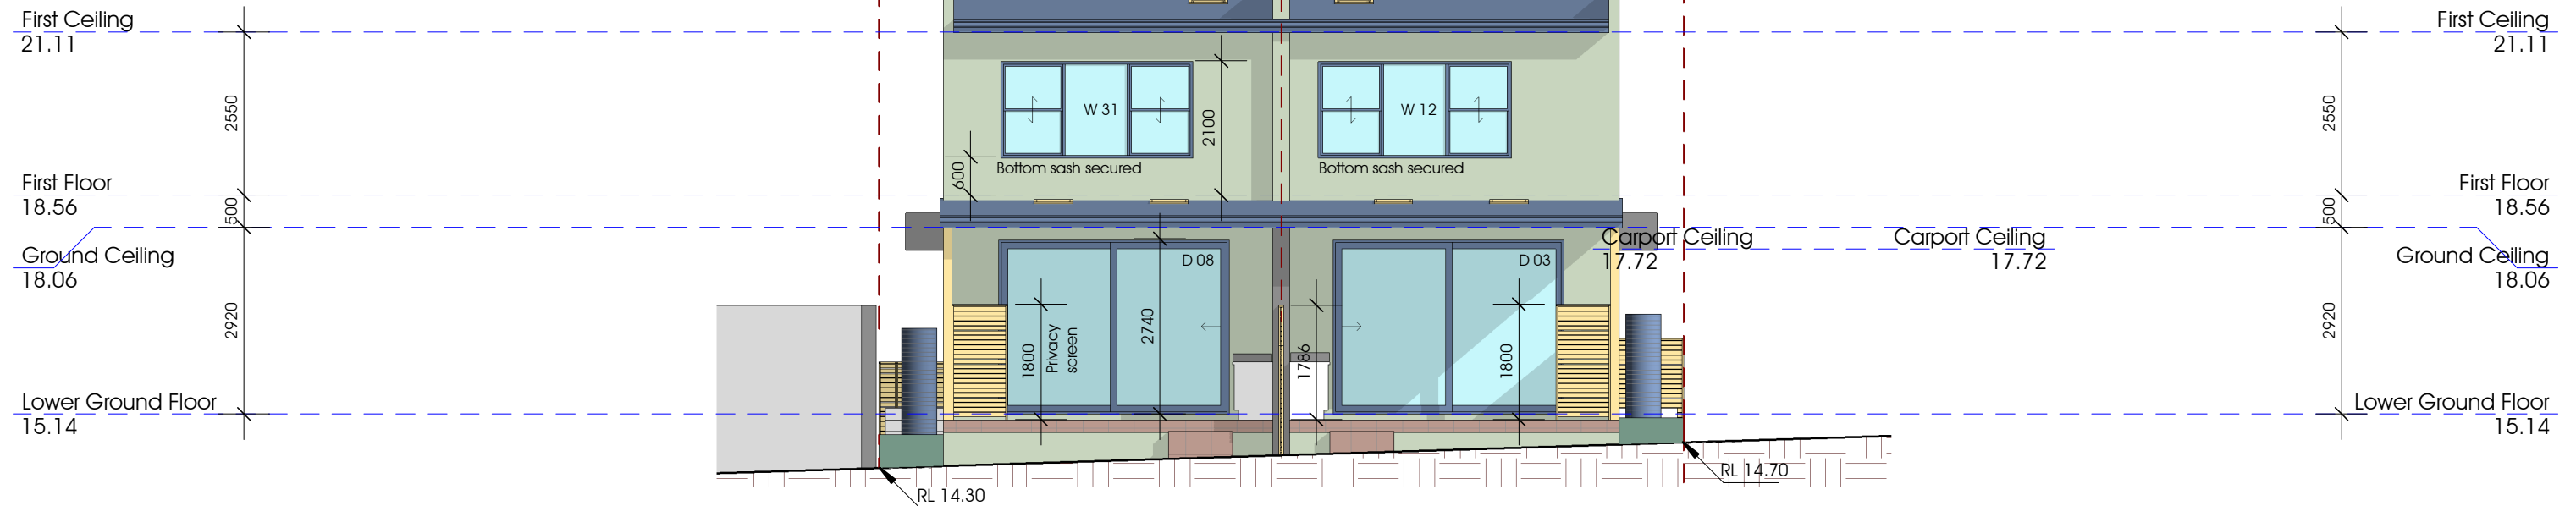 First Ceiling
21.11
First Ceiling
21.11
2550
W 31
2100
W 12
2550
600
Bottom sash secured
Bottom sash secured
First Floor
18.56
First Floor
18.56
500
500
Ground Ceiling
18.06
D 08
D 03
Carport Ceiling
17.72
Carport Ceiling
17.72
Ground Ceiling
18.06
2920
1800
Privacy
screen
2740
1786
1800
2920
Lower Ground Floor
15.14
Lower Ground Floor
15.14
RL 14.30
RL 14.70